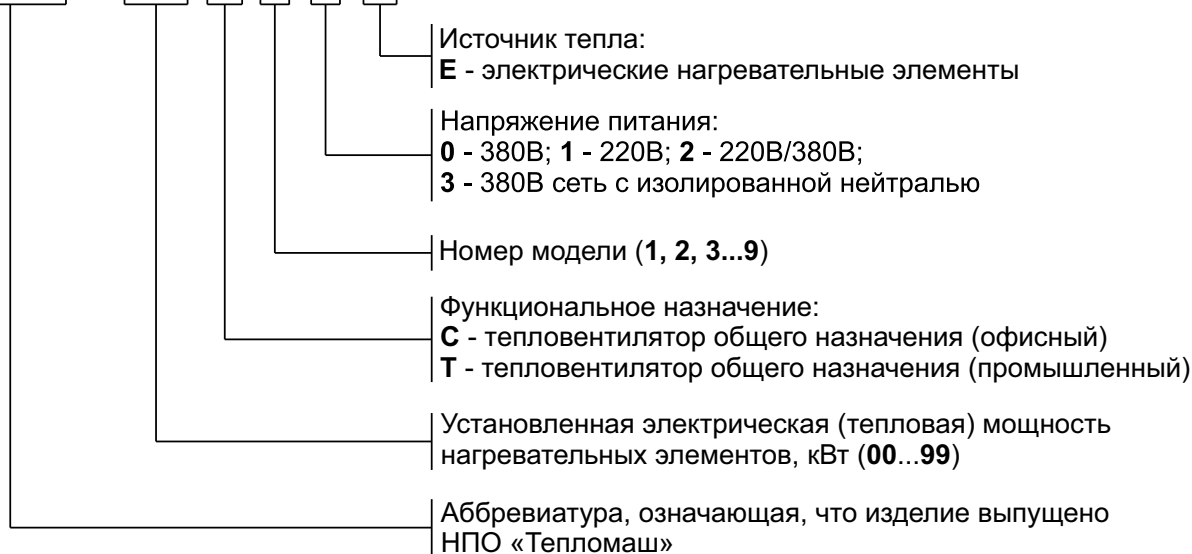 Источник тепла:
Е - электрические нагревательные элементы
Напряжение питания:
0 - 380В; 1 - 220В; 2 - 220В/380В;
3 - 380В сеть с изолированной нейтралью
Номер модели (1, 2, 3...9)
Функциональное назначение:
С - тепловентилятор общего назначения (офисный)
Т - тепловентилятор общего назначения (промышленный)
Установленная электрическая (тепловая) мощность
нагревательных элементов, кВт (00...99)
Аббревиатура, означающая, что изделие выпущено
НПО «Тепломаш»